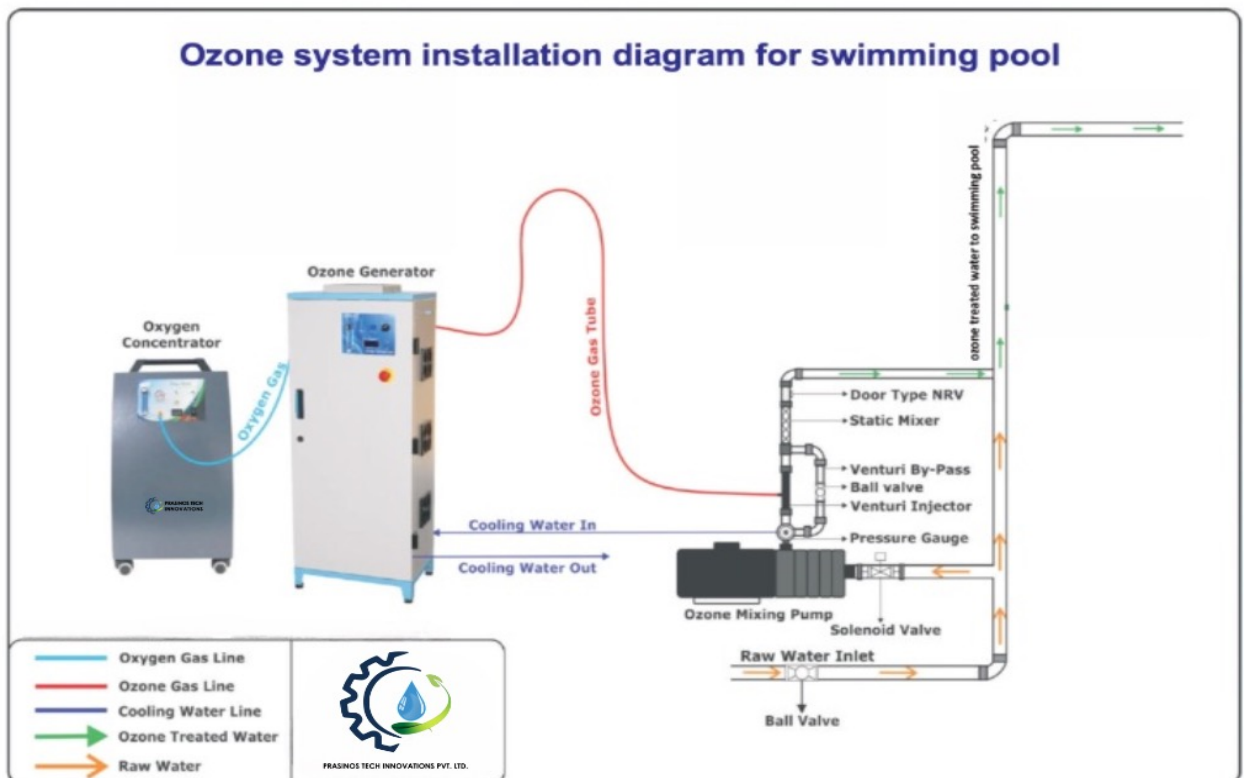 Ozone system installation diagram for swimming pool
Ozone Generator
Oxygen
Concentrator
Oxygen Gas
Ozone Gas Tube
ozone treated water to swimming pool
Door Type NRV
Static Mixer
Venturi By-Pass
Ball valve
Venturi Injector
Pressure Gauge
Cooling Water In
Cooling Water Out
Ozone Mixing Pump
Solenoid Valve
Raw Water Inlet
Ball Valve
PRASINOS TECH
INNOVATIONS
Oxygen Gas Line
Ozone Gas Line
Cooling Water Line
Ozone Treated Water
Raw Water
PRASINOS TECH INNOVATIONS PVT. LTD.